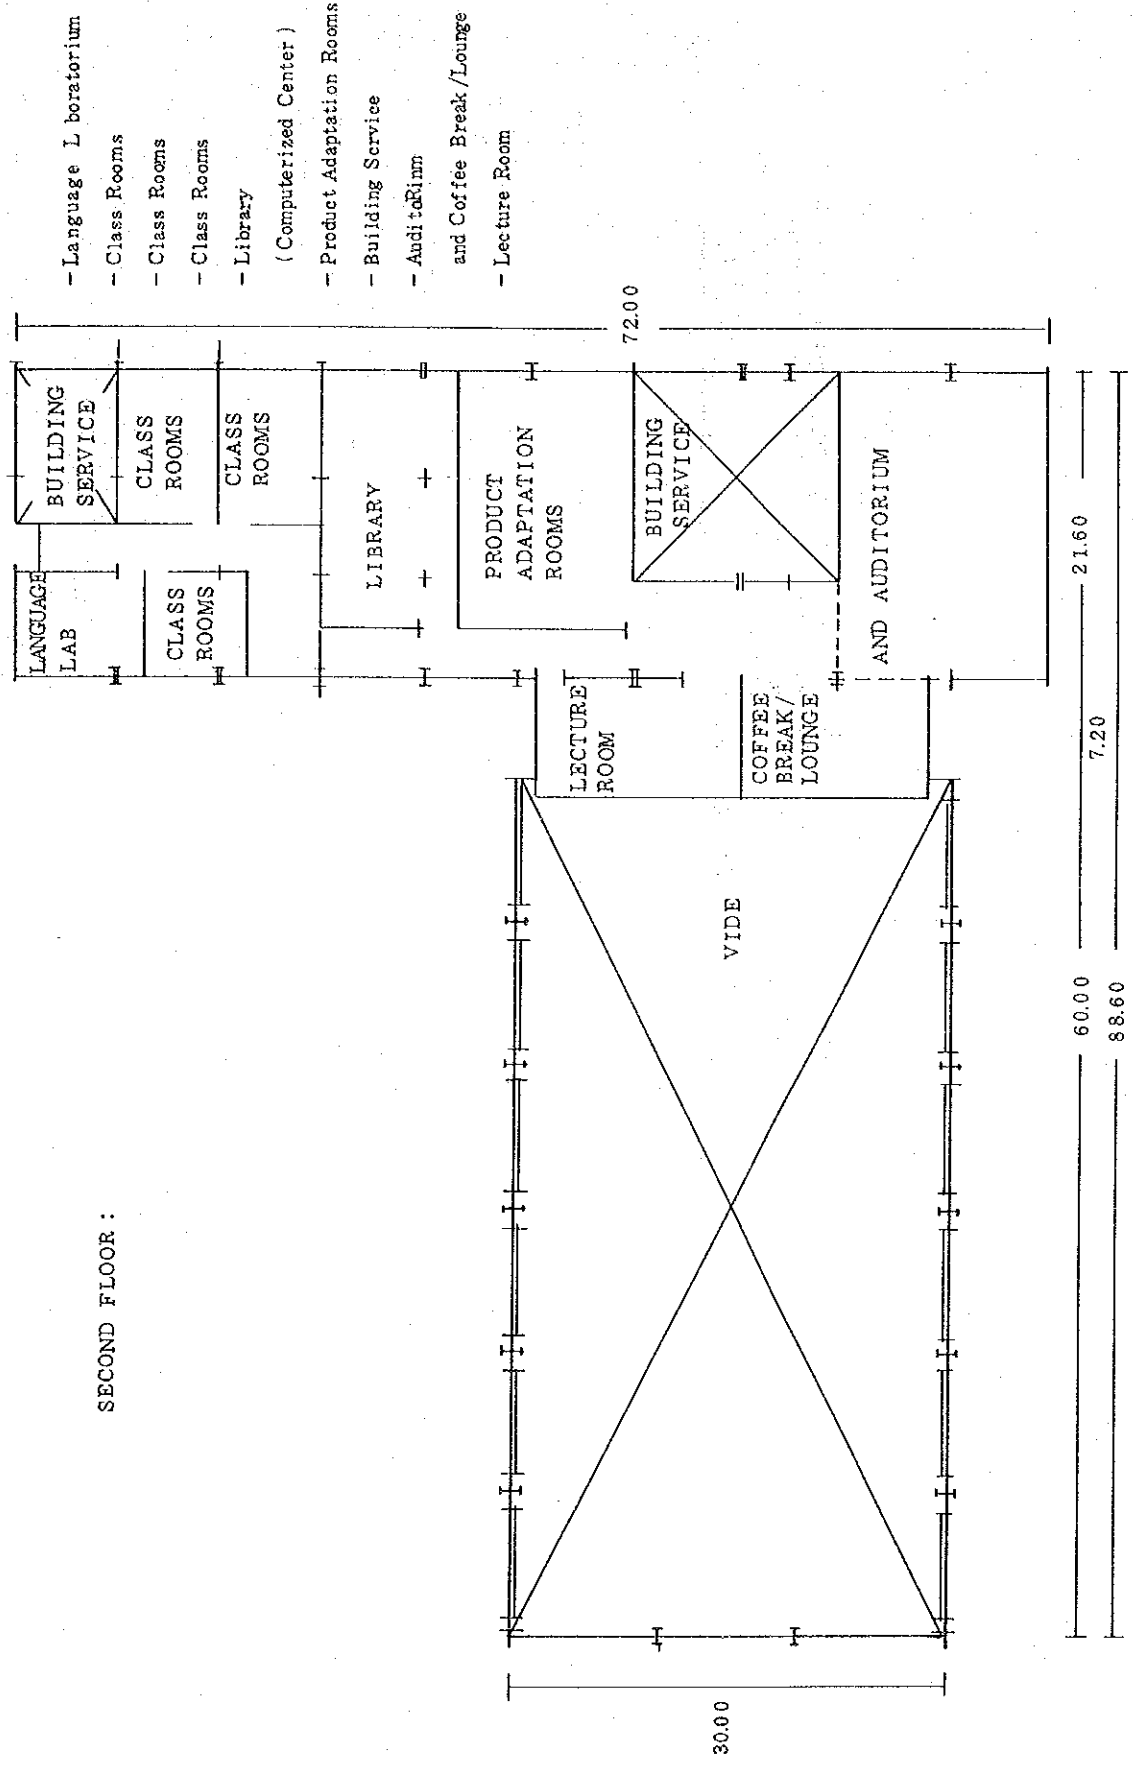 SECOND FLOOR :
- Language L boratorium
- Class Rooms
- Class Rooms
- Class Rooms
- Library
(Computerized Center)
- Product Adaptation Rooms
- Building Scrvice
- AuditoRinm
and Coffee Break/Lounge
- Lecture Room
LANGUAGE
LAB
BUILDING
SERVICE
CLASS
ROOMS
CLASS
ROOMS
CLASS
ROOMS
LIBRARY
PRODUCT
ADAPTATION
ROOMS
LECTURE
ROOM
BUILDING
SERVICE
COFFEE
BREAK/
LOUNGE
AND AUDITORIUM
VIDE
72.00
30.00
60.00
21.60
7.20
88.60